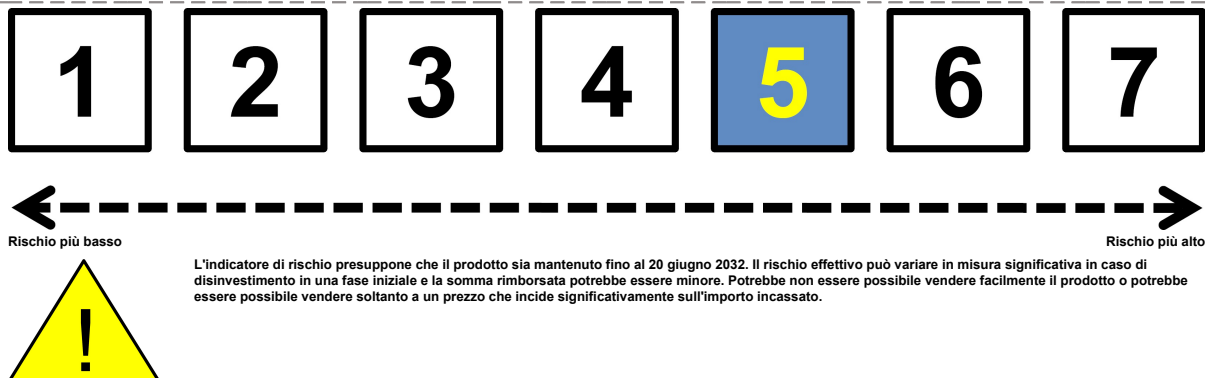 1 2 3 4 5 6 7
Rischio più basso Rischio più alto
L'indicatore di rischio presuppone che il prodotto sia mantenuto fino al 20 giugno 2032. Il rischio effettivo può variare in misura significativa in caso di
disinvestimento in una fase iniziale e la somma rimborsata potrebbe essere minore. Potrebbe non essere possibile vendere facilmente il prodotto o potrebbe
essere possibile vendere soltanto a un prezzo che incide significativamente sull'importo incassato.
!